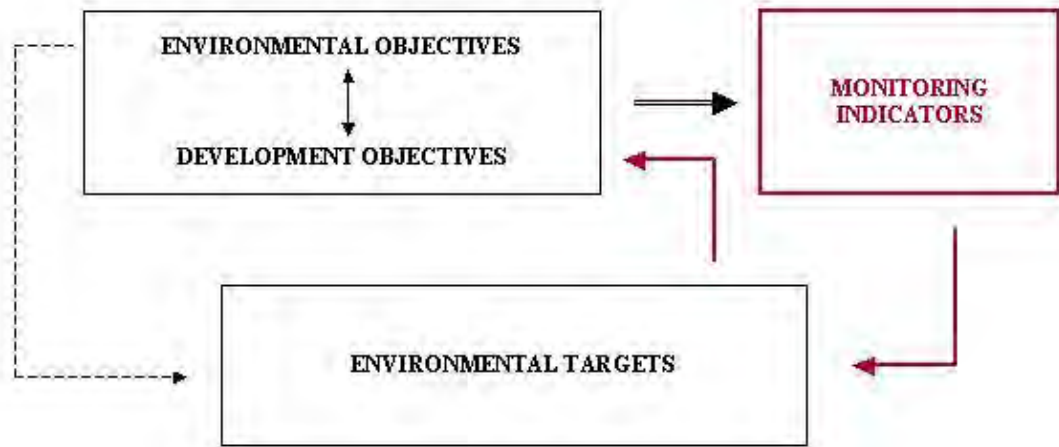 ENVIRONMENTAL OBJECTIVES
DEVELOPMENT OBJECTIVES
MONITORING
INDICATORS
ENVIRONMENTAL TARGETS